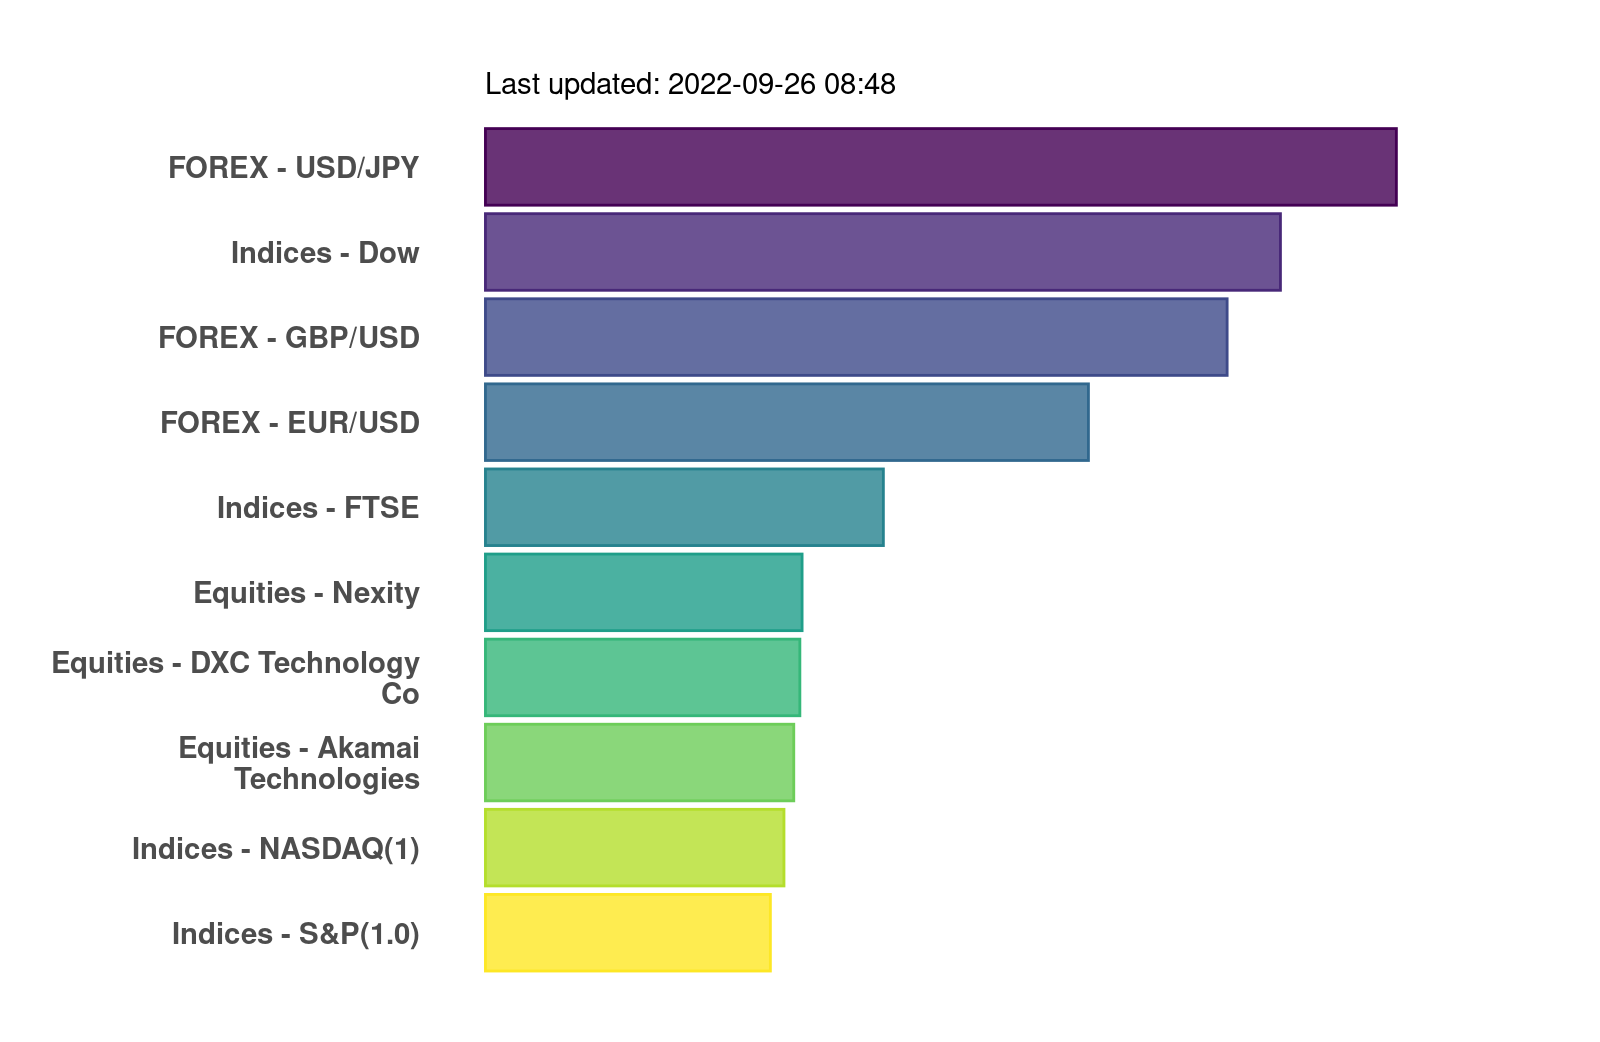 Last updated: 2022-09-26 08:48
FOREX - USD/JPY
Indices - Dow
FOREX - GBP/USD
FOREX - EUR/USD
Indices - FTSE
Equities - Nexity
Equities - DXC Technology
Co
Equities - Akamai
Technologies
Indices - NASDAQ(1)
Indices - S&P(1.0)